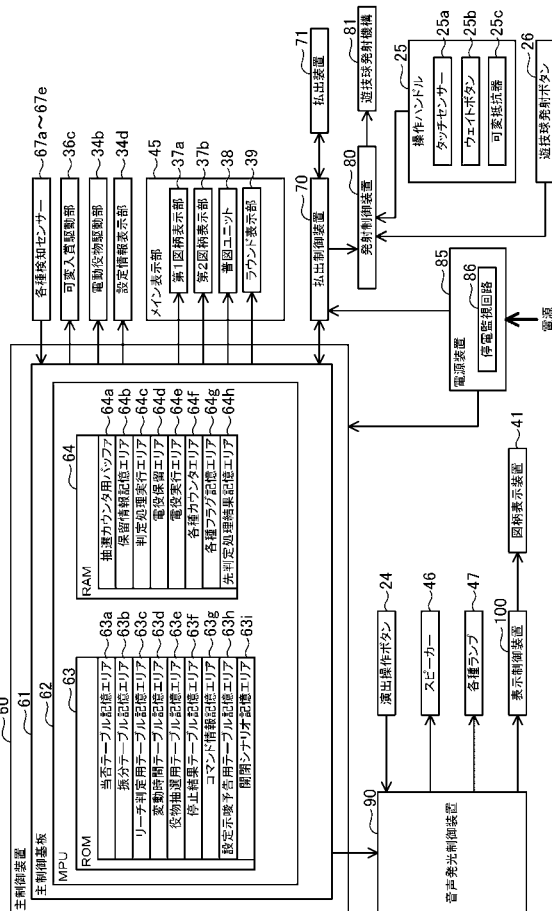 主制御装置
60
主制御基板
61
MPU
62
ROM
63
当否テーブル記憶エリア
63a
振分テーブル記憶エリア
63b
リーチ判定用テーブル記憶エリア
63c
変動時間テーブル記憶エリア
63d
役物抽選用テーブル記憶エリア
63e
停止結果テーブル記憶エリア
63f
コマンド情報記憶エリア
63g
設定示唆予告用テーブル記憶エリア
63h
開閉シナリオ記憶エリア
63i
RAM
64
抽選カウンタ用バッファ
64a
保留情報記憶エリア
64b
判定処理実行エリア
64c
電役保留エリア
64d
電役実行エリア
64e
各種カウンタエリア
64f
各種フラグ記憶エリア
64g
先判定処理結果記憶エリア
64h
各種検知センサー
67a～67e
可変入賞駆動部
36c
電動役物駆動部
34b
設定情報表示部
34d
メイン表示部
45
第1図柄表示部
37a
第2図柄表示部
37b
普図ユニット
38
ラウンド表示部
39
払出制御装置
70
払出装置
71
発射制御装置
80
遊技球発射機構
81
操作ハンドル
25
タッチセンサー
25a
ウェイトボタン
25b
可変抵抗器
25c
遊技球発射ボタン
26
電源装置
85
停電監視回路
86
電源
音声発光制御装置
90
演出操作ボタン
24
スピーカー
46
各種ランプ
47
表示制御装置
100
図柄表示装置
41